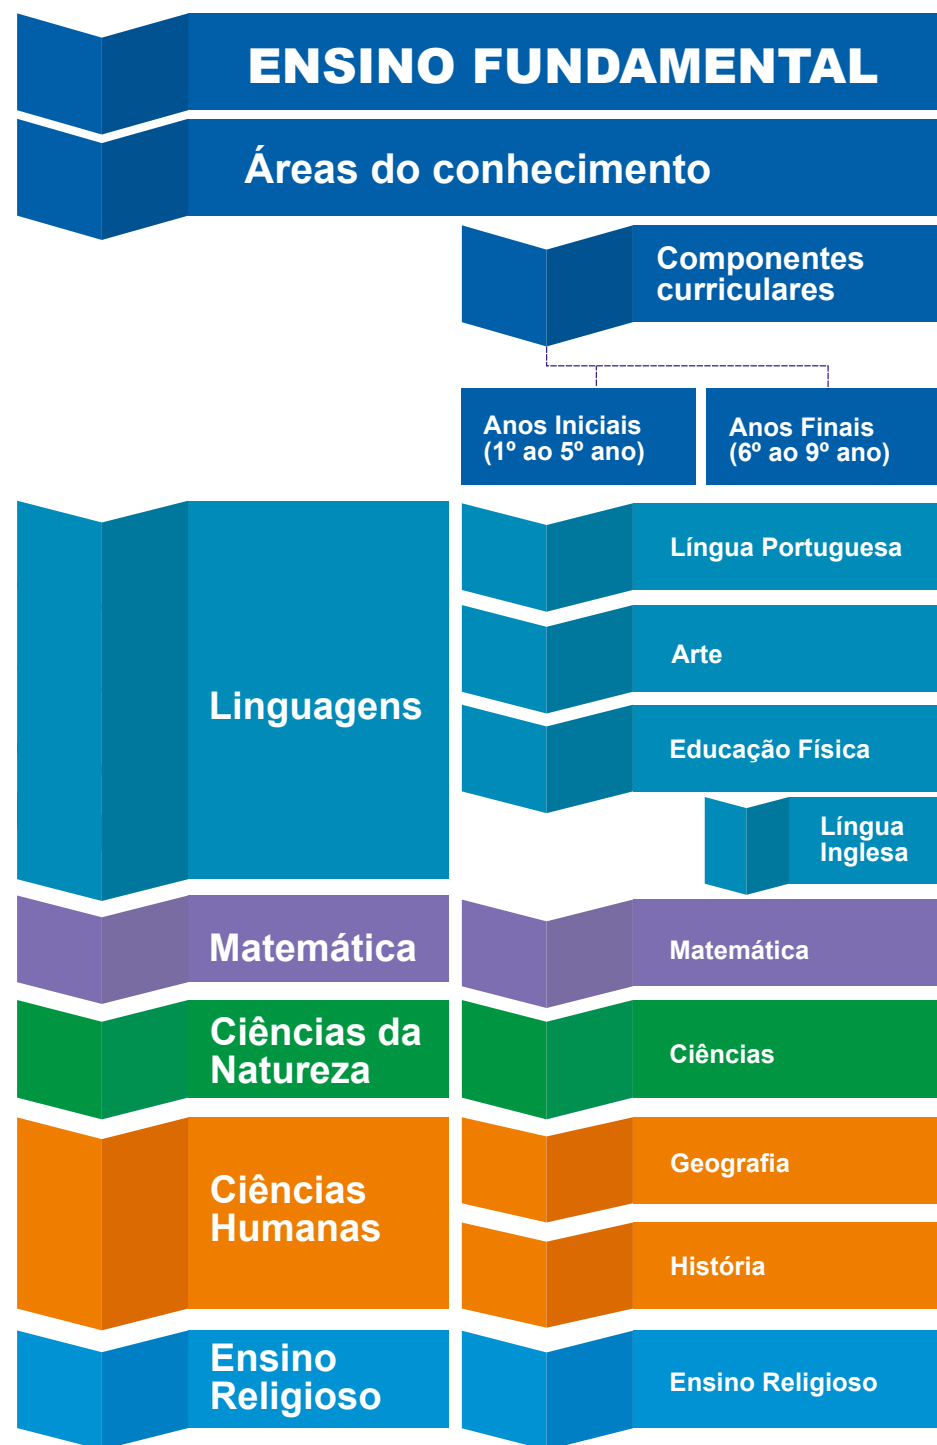 ENSINO FUNDAMENTAL
Áreas do conhecimento
Componentes
curriculares
Anos Iniciais
(1º ao 5º ano)
Anos Finais
(6º ao 9º ano)
Linguagens
Língua Portuguesa
Arte
Educação Física
Língua
Inglesa
Matemática
Matemática
Ciências da
Natureza
Ciências
Ciências
Humanas
Geografia
História
Ensino
Religioso
Ensino Religioso